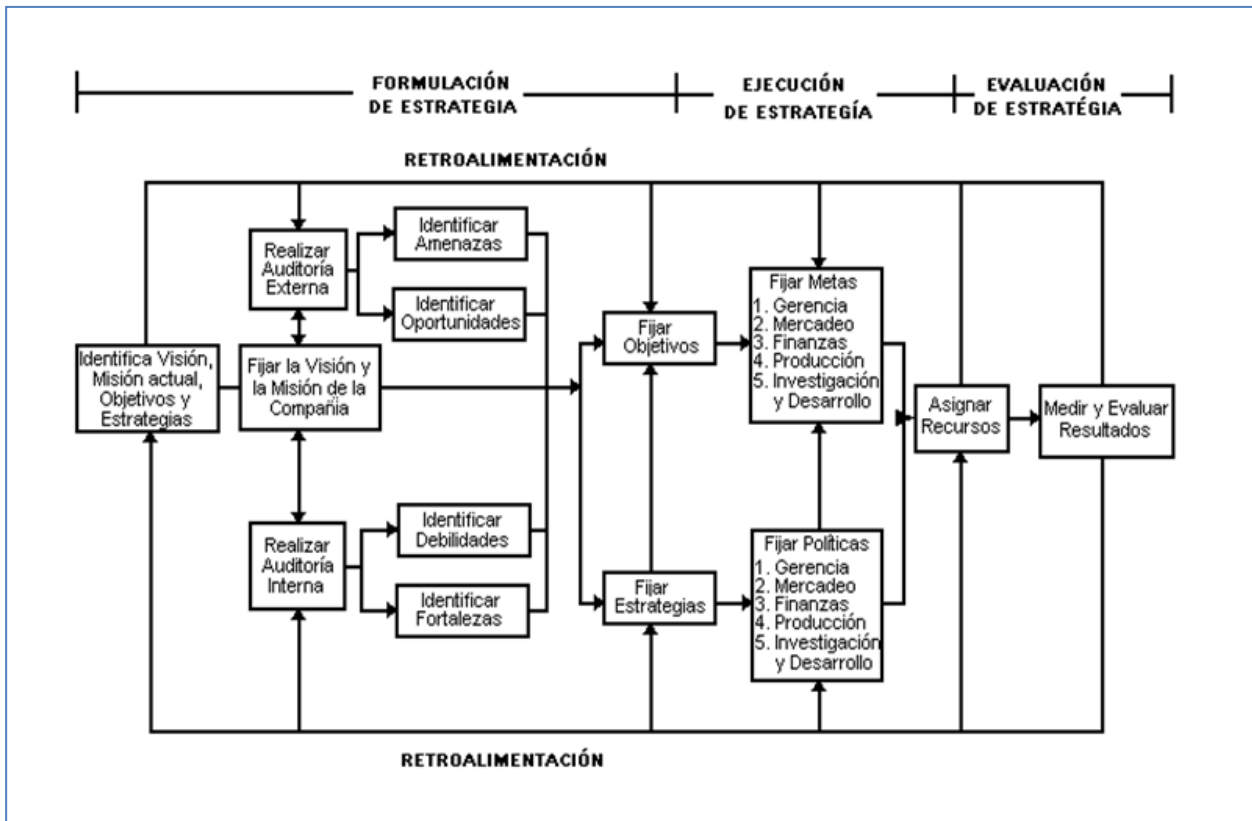 FORMULACIÓN
DE ESTRATEGIA
EJECUCIÓN
DE ESTRATEGÍA
EVALUACIÓN
DE ESTRATÉGIA
RETROALIMENTACIÓN
Identifica Visión,
Misión actual,
Objetivos y
Estrategias
Realizar
Auditoría
Externa
Fijar la Visión y
la Misión de la
Compañia
Realizar
Auditoría
Interna
Identificar
Amenazas
Identificar
Oportunidades
Identificar
Debilidades
Identificar
Fortalezas
Fijar
Objetivos
Fijar
Estrategias
Fijar Metas
1. Gerencia
2. Mercadeo
3. Finanzas
4. Producción
5. Investigación
y Desarrollo
Fijar Políticas
1. Gerencia
2. Mercadeo
3. Finanzas
4. Producción
5. Investigación
y Desarrollo
Asignar
Recursos
Medir y Evaluar
Resultados
RETROALIMENTACIÓN